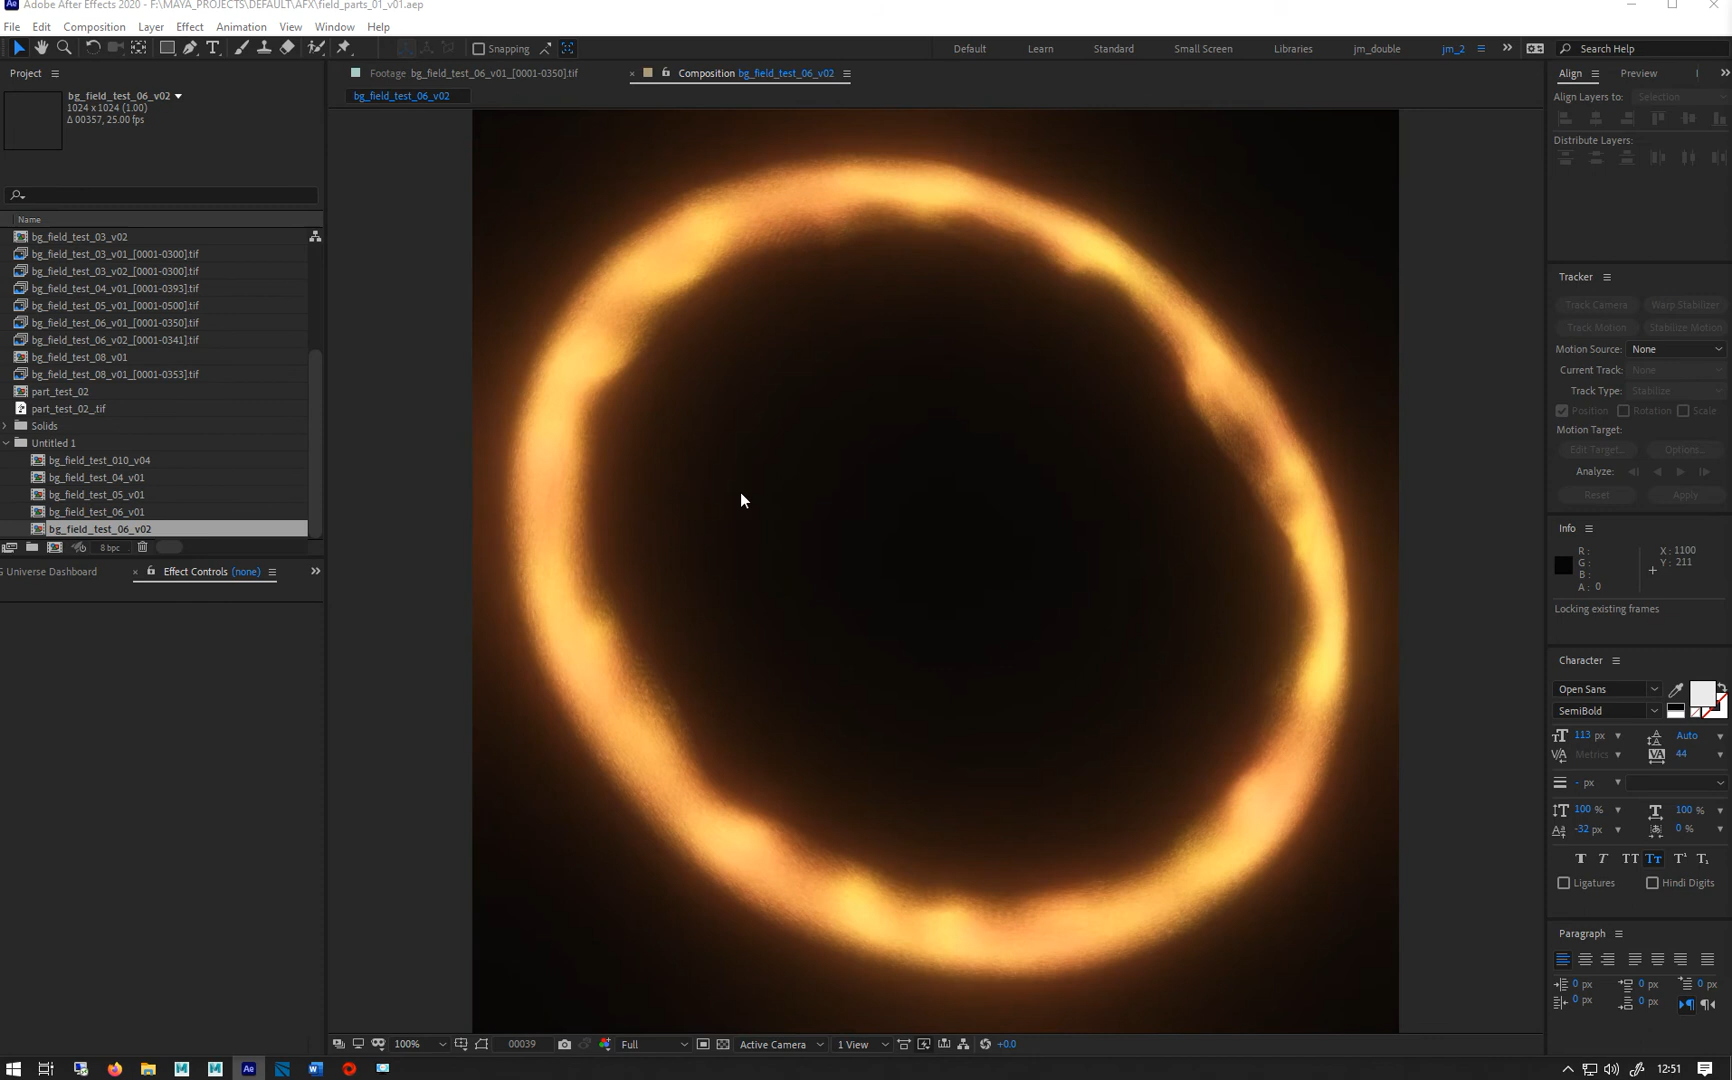 Adobe After Effects 2020 - F:\MAYA_PROJECTS\DEFAULT\AFX\field_parts_01_v01.aep
File Edit Composition Layer Effect Animation View Window Help
Snapping
Default Learn Standard Small Screen Libraries jm_double jm_2 Search Help
Project
Footage bg_field_test_06_v01_[0001-0350].tif
Composition bg_field_test_06_v02
Align Preview
bg_field_test_06_v02
1024 x 1024 (1.00)
Δ 00357, 25.00 fps
bg_field_test_06_v02
Align Layers to: Selection
Distribute Layers:
Name
bg_field_test_03_v02
bg_field_test_03_v01_[0001-0300].tif
bg_field_test_03_v02_[0001-0300].tif
bg_field_test_04_v01_[0001-0393].tif
bg_field_test_05_v01_[0001-0500].tif
bg_field_test_06_v01_[0001-0350].tif
bg_field_test_06_v02_[0001-0341].tif
bg_field_test_08_v01
bg_field_test_08_v01_[0001-0353].tif
part_test_02
part_test_02_.tif
Solids
Untitled 1
bg_field_test_010_v04
bg_field_test_04_v01
bg_field_test_05_v01
bg_field_test_06_v01
bg_field_test_06_v02
8 bpc
G Universe Dashboard
Effect Controls (none)
Tracker
Track Camera Warp Stabilizer
Track Motion Stabilize Motion
Motion Source: None
Current Track: None
Track Type: Stabilize
Position Rotation Scale
Motion Target:
Edit Target... Options...
Analyze:
Reset Apply
Info
R: X: 1100
G: Y: 211
B:
A: 0
Locking existing frames
Character
Open Sans
SemiBold
113 px Auto
Metrics 44
- px
100 % 100 %
-32 px 0 %
T T TT Tт T¹ T₁
Ligatures Hindi Digits
Paragraph
0 px 0 px 0 px
0 px 0 px
100% 00039 Full Active Camera 1 View +0.0
12:51